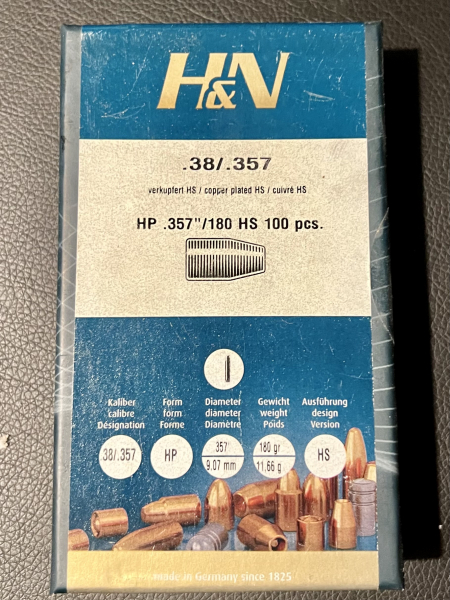 H&N
.38/.357
verkupfert HS / copper plated HS / cuivré HS
HP .357"/180 HS 100 pcs.
Kaliber Form Diameter Gewicht Ausführung
calibre form diameter weight design
Désignation Forme Diamètre Poids Version
.38/.357 HP .357" 180 gr HS
9.07 mm 11,66 g
made in Germany since 1825